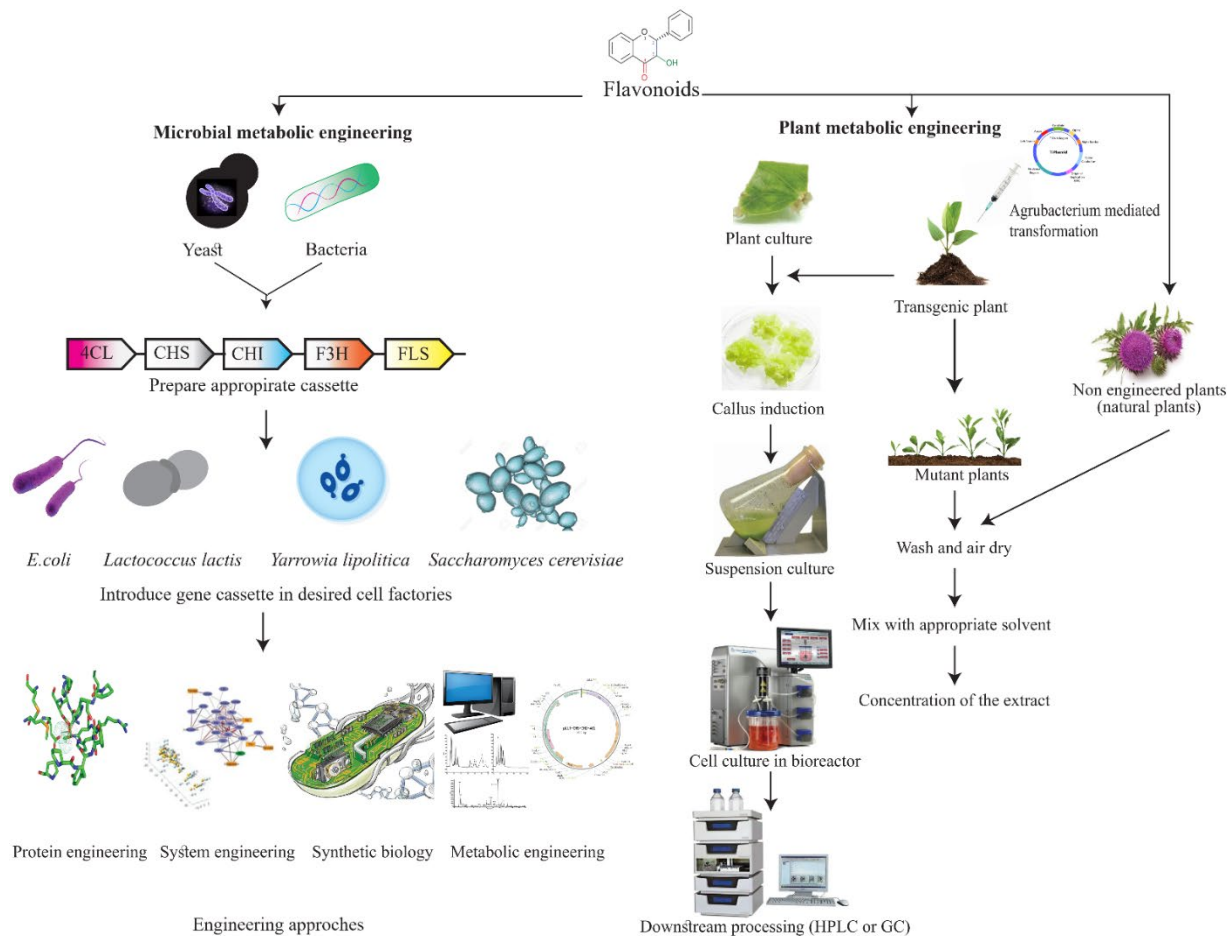 O
OH
O
Flavonoids
Microbial metabolic engineering
Yeast
Bacteria
4CL
CHS
CHI
F3H
FLS
Prepare appropirate cassette
E.coli
Lactococcus lactis
Yarrowia lipolitica
Saccharomyces cerevisiae
Introduce gene cassette in desired cell factories
Protein engineering
System engineering
Synthetic biology
Metabolic engineering
Engineering approches
Plant metabolic engineering
Plant culture
Agrubacterium mediated
transformation
Transgenic plant
Callus induction
Suspension culture
Cell culture in bioreactor
Downstream processing (HPLC or GC)
Mutant plants
Non engineered plants
(natural plants)
Wash and air dry
Mix with appropriate solvent
Concentration of the extract